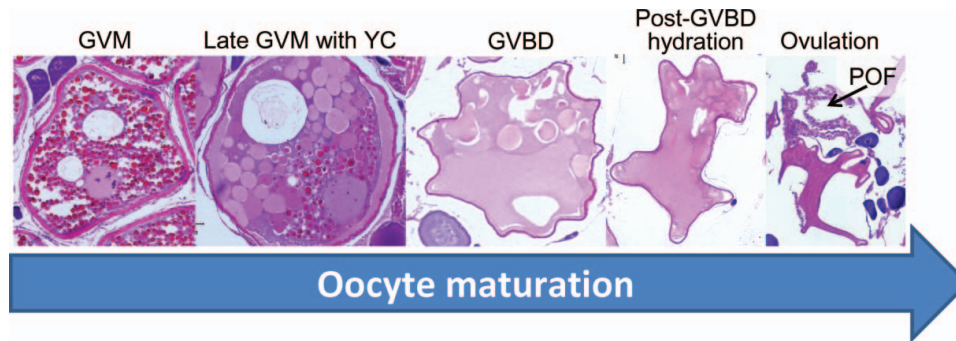 GVM
Late GVM with YC
GVBD
Post-GVBD
hydration
Ovulation
POF
Oocyte maturation